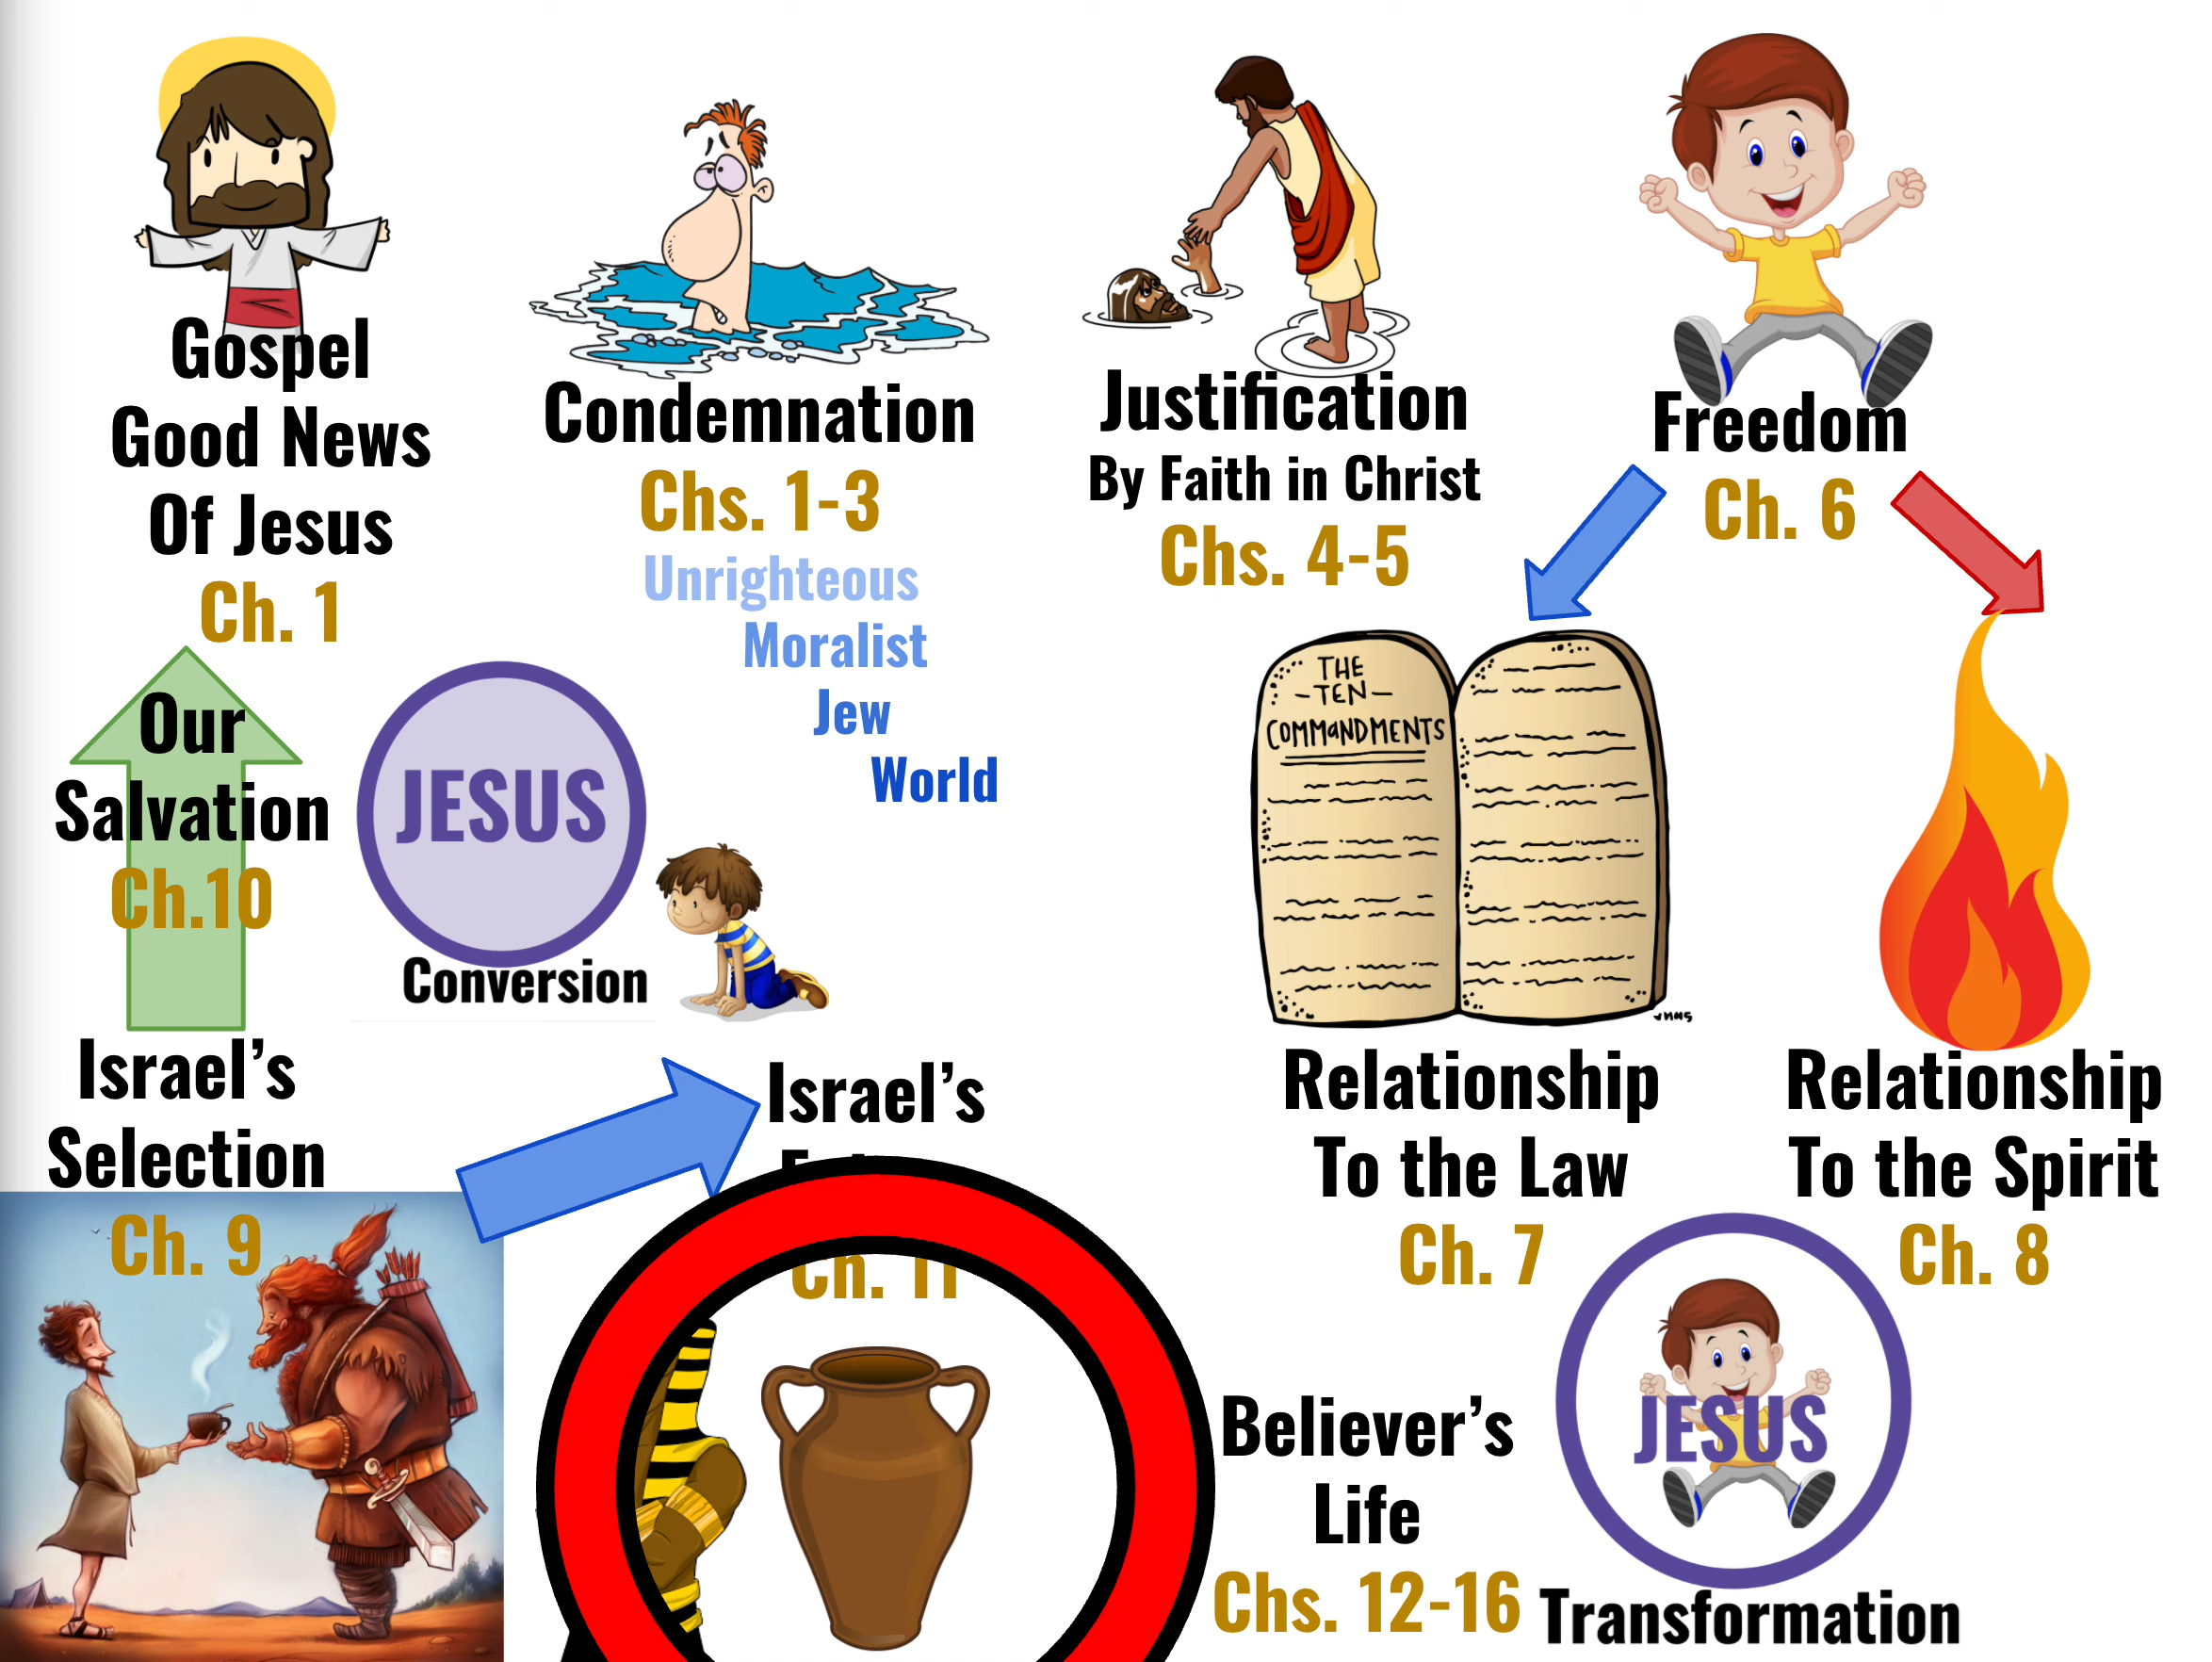 Gospel
Good News
Of Jesus
Ch. 1
Condemnation
Chs. 1-3
Unrighteous
Moralist
Jew
World
Justification
By Faith in Christ
Chs. 4-5
Freedom
Ch. 6
THE
-TEN-
COMMANDMENTS
Relationship
To the Law
Ch. 7
Relationship
To the Spirit
Ch. 8
Our
Salvation
Ch.10
JESUS
Conversion
Israel's
Selection
Ch. 9
Israel's
Ch. 11
Believer's
Life
Chs. 12-16
JESUS
Transformation